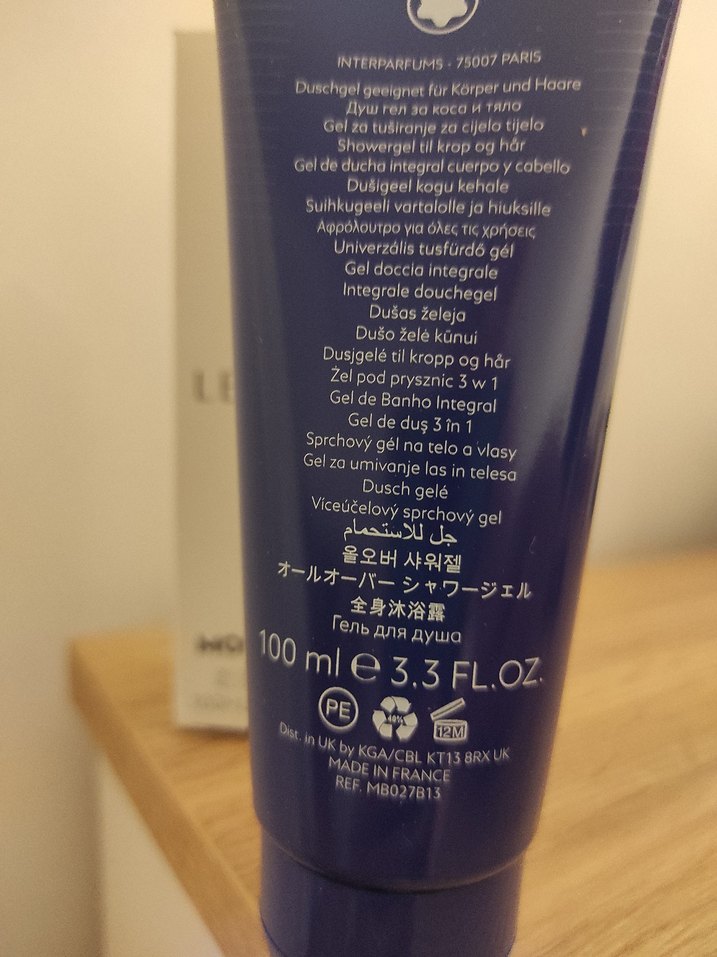 INTERPARFUMS - 75007 PARIS
Duschgel geeignet für Körper und Haare
Душ гел за коса и тяло
Gel za tuširanje za cijelo tijelo
Showergel til krop og hår
Gel de ducha integral cuerpo y cabello
Dušigeel kogu kehale
Suihkugeeli vartalolle ja hiuksille
Αφρόλουτρο για όλες τις χρήσεις
Univerzális tusfürdő gél
Gel doccia integrale
Integrale douchegel
Dušas želeja
Dušo želė kūnui
Dusjgelé til kropp og hår
Żel pod prysznic 3 w 1
Gel de Banho Integral
Gel de duş 3 în 1
Sprchový gél na telo a vlasy
Gel za umivanje las in telesa
Dusch gelé
Víceúčelový sprchový gel
جل للاستحمام
올오버 샤워젤
オールオーバー シャワージェル
全身沐浴露
Гель для душа
100 ml ℮ 3.3 FL.OZ.
PE 48% 12M
Dist. in UK by KGA/CBL KT13 8RX UK
MADE IN FRANCE
REF. MB027B13